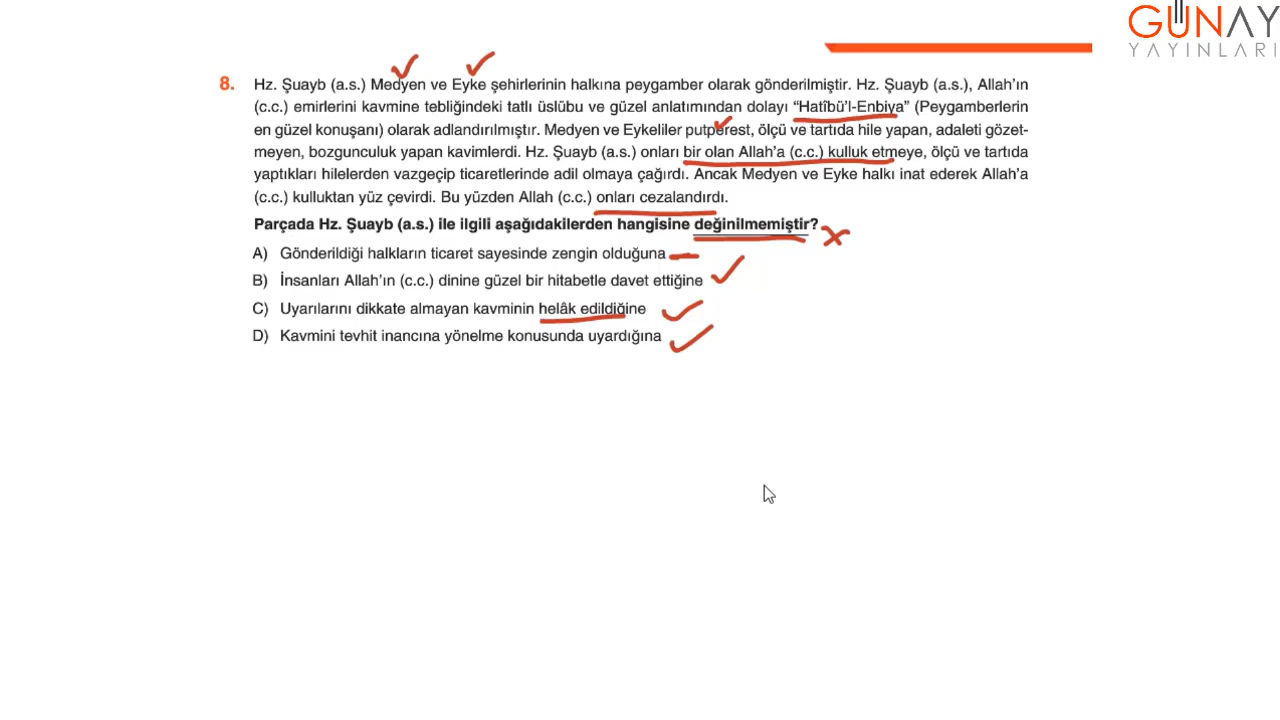 GÜNAY
YAYINLARI
8. Hz. Şuayb (a.s.) Medyen ve Eyke şehirlerinin halkına peygamber olarak gönderilmiştir. Hz. Şuayb (a.s.), Allah’ın
(c.c.) emirlerini kavmine tebliğindeki tatlı üslûbu ve güzel anlatımından dolayı “Hatîbü’l-Enbiya” (Peygamberlerin
en güzel konuşanı) olarak adlandırılmıştır. Medyen ve Eykeliler putperest, ölçü ve tartıda hile yapan, adaleti gözet-
meyen, bozgunculuk yapan kavimlerdi. Hz. Şuayb (a.s.) onları bir olan Allah’a (c.c.) kulluk etmeye, ölçü ve tartıda
yaptıkları hilelerden vazgeçip ticaretlerinde adil olmaya çağırdı. Ancak Medyen ve Eyke halkı inat ederek Allah’a
(c.c.) kulluktan yüz çevirdi. Bu yüzden Allah (c.c.) onları cezalandırdı.
Parçada Hz. Şuayb (a.s.) ile ilgili aşağıdakilerden hangisine değinilmemiştir?
A) Gönderildiği halkların ticaret sayesinde zengin olduğuna
B) İnsanları Allah’ın (c.c.) dinine güzel bir hitabetle davet ettiğine
C) Uyarılarını dikkate almayan kavminin helâk edildiğine
D) Kavmini tevhit inancına yönelme konusunda uyardığına